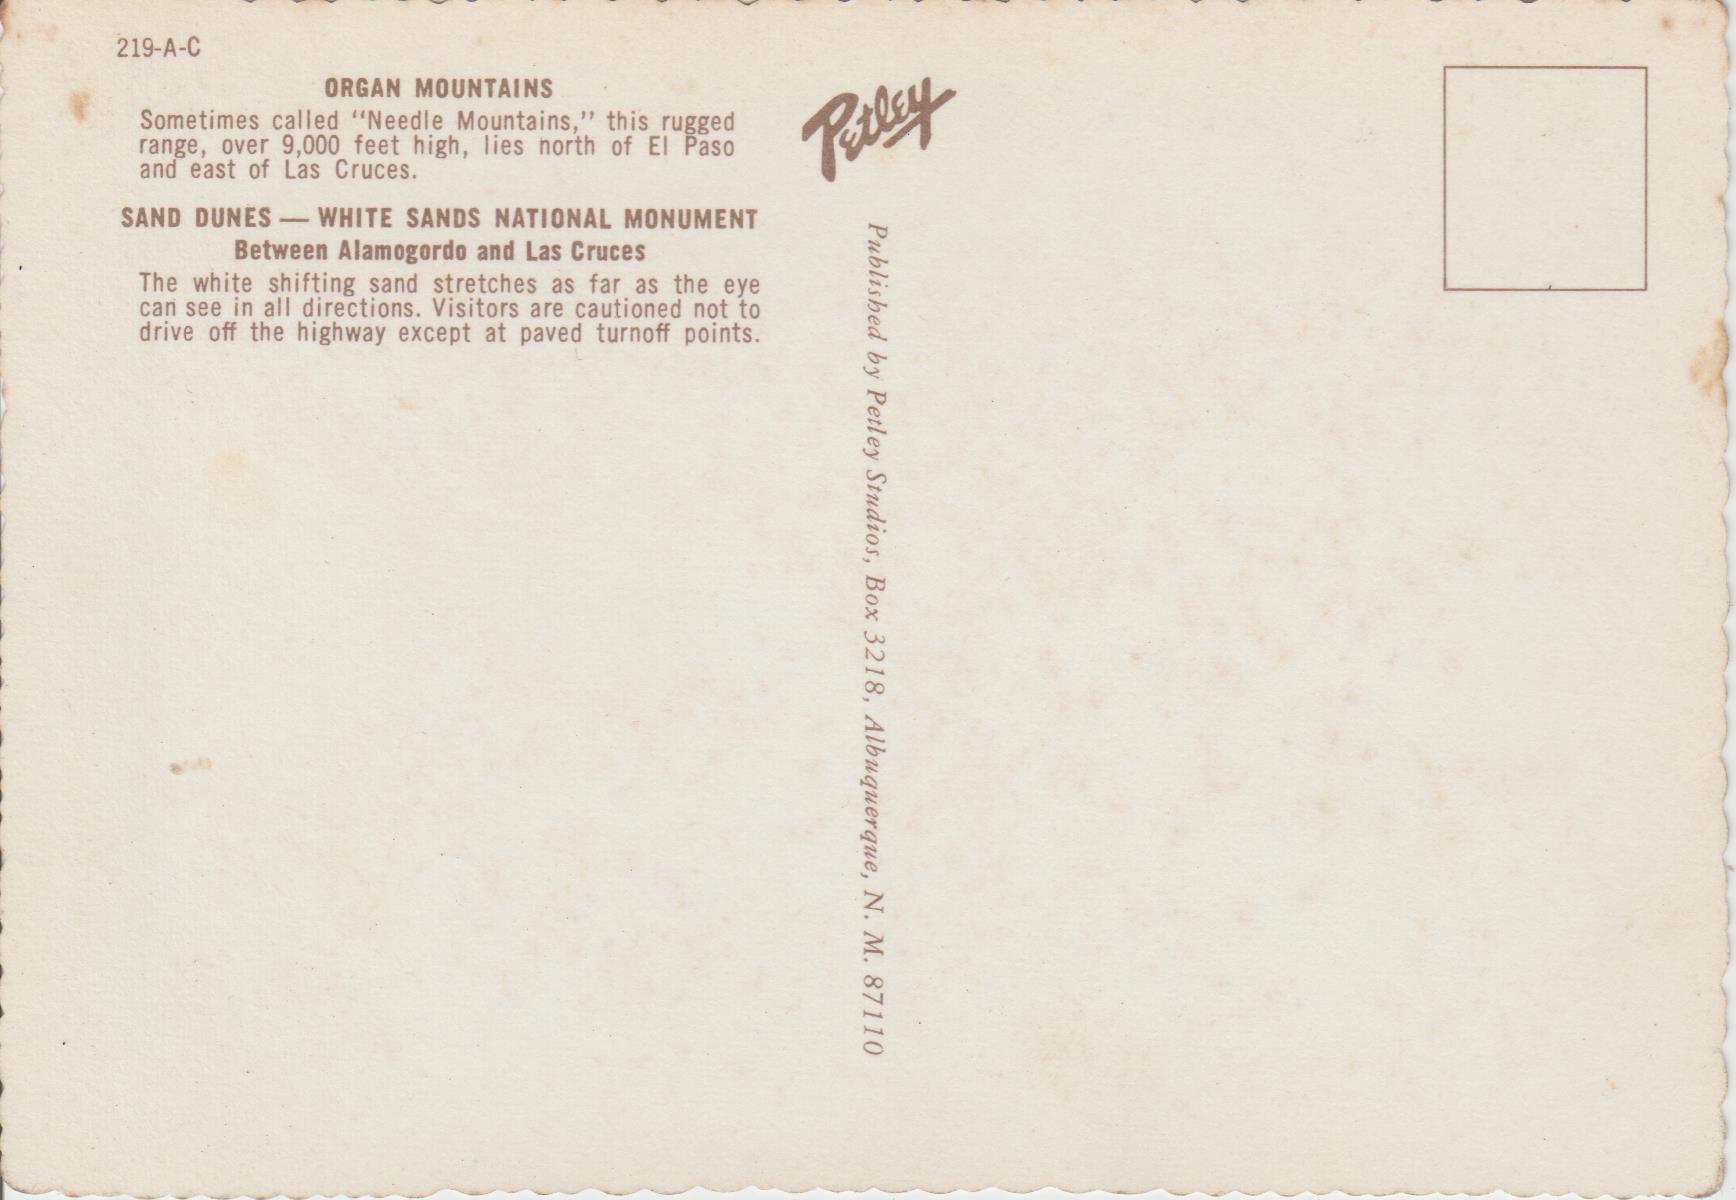 219-A-C
ORGAN MOUNTAINS
Sometimes called “Needle Mountains,” this rugged
range, over 9,000 feet high, lies north of El Paso
and east of Las Cruces.
SAND DUNES — WHITE SANDS NATIONAL MONUMENT
Between Alamogordo and Las Cruces
The white shifting sand stretches as far as the eye
can see in all directions. Visitors are cautioned not to
drive off the highway except at paved turnoff points.
Petley
Published by Petley Studios, Box 3218, Albuquerque, N. M. 87110